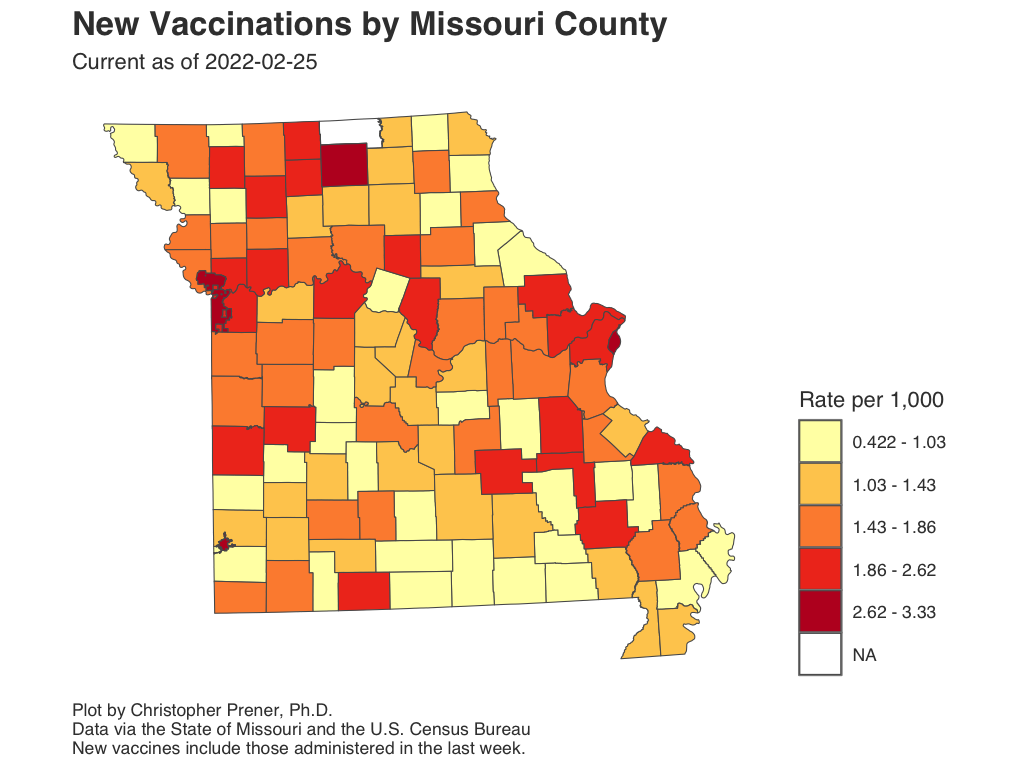 New Vaccinations by Missouri County
Current as of 2022-02-25
Rate per 1,000
0.422 - 1.03
1.03 - 1.43
1.43 - 1.86
1.86 - 2.62
2.62 - 3.33
NA
Plot by Christopher Prener, Ph.D.
Data via the State of Missouri and the U.S. Census Bureau
New vaccines include those administered in the last week.